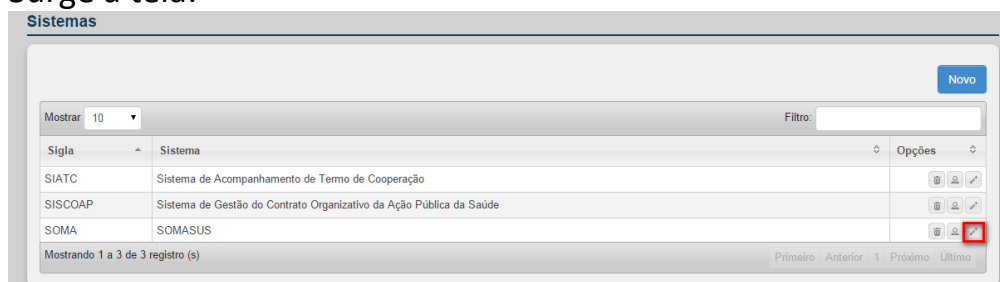 Surge a tela:
Sistemas
Novo
Mostrar 10 Filtro:
Sigla Sistema Opções
SIATC Sistema de Acompanhamento de Termo de Cooperação
SISCOAP Sistema de Gestão do Contrato Organizativo da Ação Pública da Saúde
SOMA SOMASUS
Mostrando 1 a 3 de 3 registro (s) Primeiro Anterior 1 Próximo Último